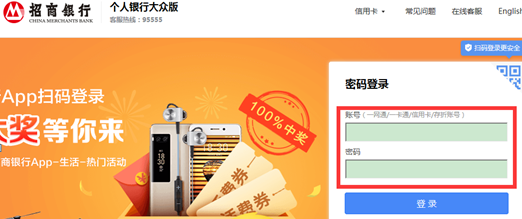 招商银行
CHINA MERCHANTS BANK
个人银行大众版
客服热线：95555
信用卡
常见问题
在线客服
English
扫码登录更安全
App扫码登录
大奖等你来
商银行App-生活-热门活动
100%中奖
话费券
密码登录
账号（一网通/一卡通/信用卡/存折账号）
密码
登 录